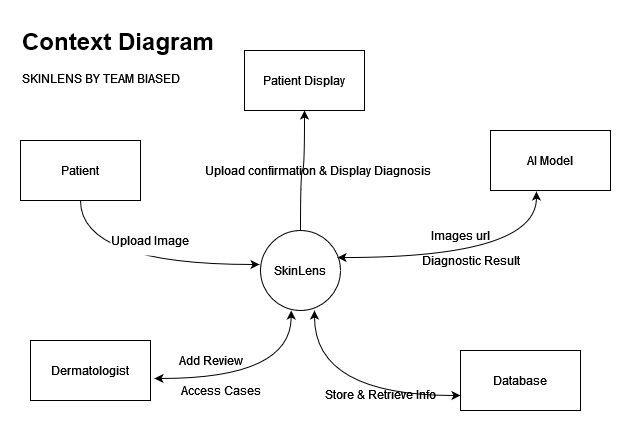 Context Diagram
SKINLENS BY TEAM BIASED
Patient Display
Patient
AI Model
Upload confirmation & Display Diagnosis
Upload Image
Images url
Diagnostic Result
SkinLens
Dermatologist
Add Review
Access Cases
Store & Retrieve Info
Database